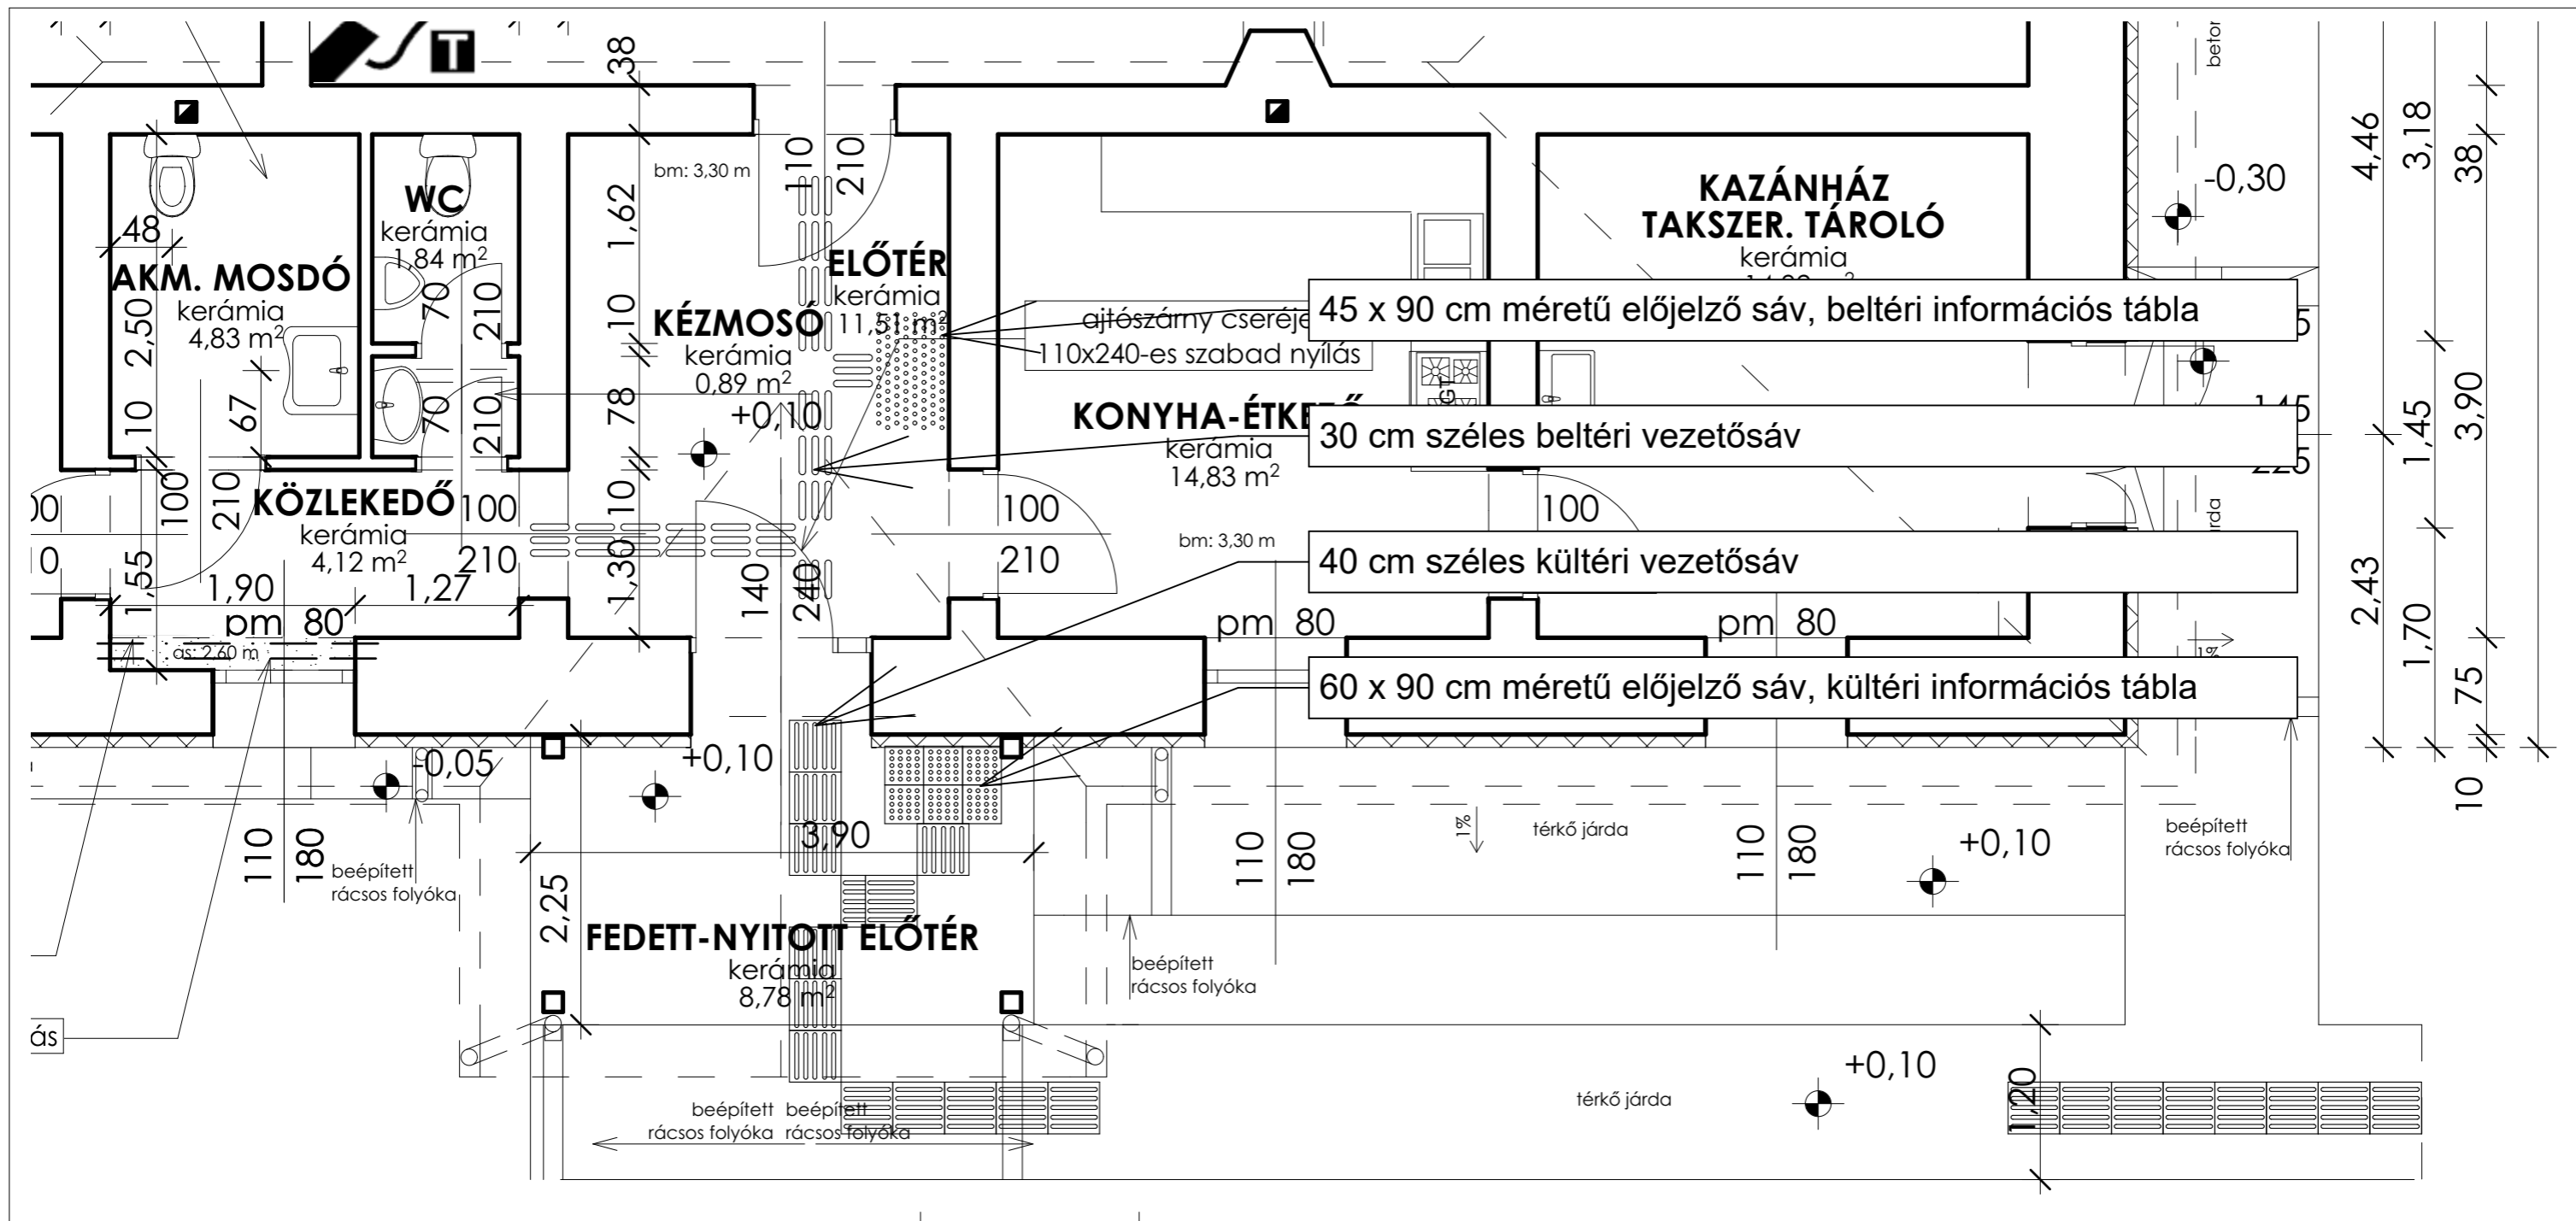 T
38
38
3,18
4,46
betor
-0,30
bm: 3,30 m
110
210
1,62
WC
kerámia
1,84 m²
48
AKM. MOSDÓ
kerámia
4,83 m²
2,50
70
210
ELŐTÉR
kerámia
11,51 m²
KAZÁNHÁZ
TAKSZER. TÁROLÓ
kerámia
KÉZMOSÓ
kerámia
0,89 m²
10
ajtószárny cseréje
110x240-es szabad nyílás
45 x 90 cm méretű előjelző sáv, beltéri információs tábla
10
67
70
210
78
+0,10
KONYHA-ÉTKEZŐ
kerámia
14,83 m²
GT
30 cm széles beltéri vezetősáv
145
225
1,45
3,90
100
210
KÖZLEKEDŐ
kerámia
4,12 m²
100
210
10
100
210
100
bm: 3,30 m
40 cm széles kültéri vezetősáv
1,55
1,90
1,27
1,30
140
240
2,43
1,70
pm 80
pm 80
pm 80
1%
60 x 90 cm méretű előjelző sáv, kültéri információs tábla
75
10
-0,05
+0,10
110
180
beépített
rácsos folyóka
3,90
2,25
110
180
1%
térkő járda
110
180
+0,10
beépített
rácsos folyóka
FEDETT-NYITOTT ELŐTÉR
kerámia
8,78 m²
beépített
rácsos folyóka
ás
+0,10
térkő járda
1,20
beépített
rácsos folyóka
beépített
rácsos folyóka